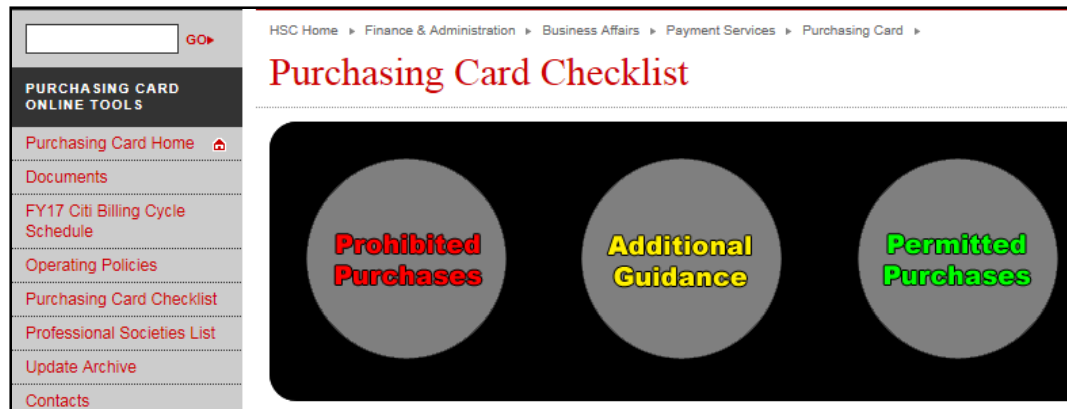 GO▸
PURCHASING CARD
ONLINE TOOLS
Purchasing Card Home
Documents
FY17 Citi Billing Cycle
Schedule
Operating Policies
Purchasing Card Checklist
Professional Societies List
Update Archive
Contacts
HSC Home ▸ Finance & Administration ▸ Business Affairs ▸ Payment Services ▸ Purchasing Card ▸
Purchasing Card Checklist
Prohibited
Purchases
Additional
Guidance
Permitted
Purchases